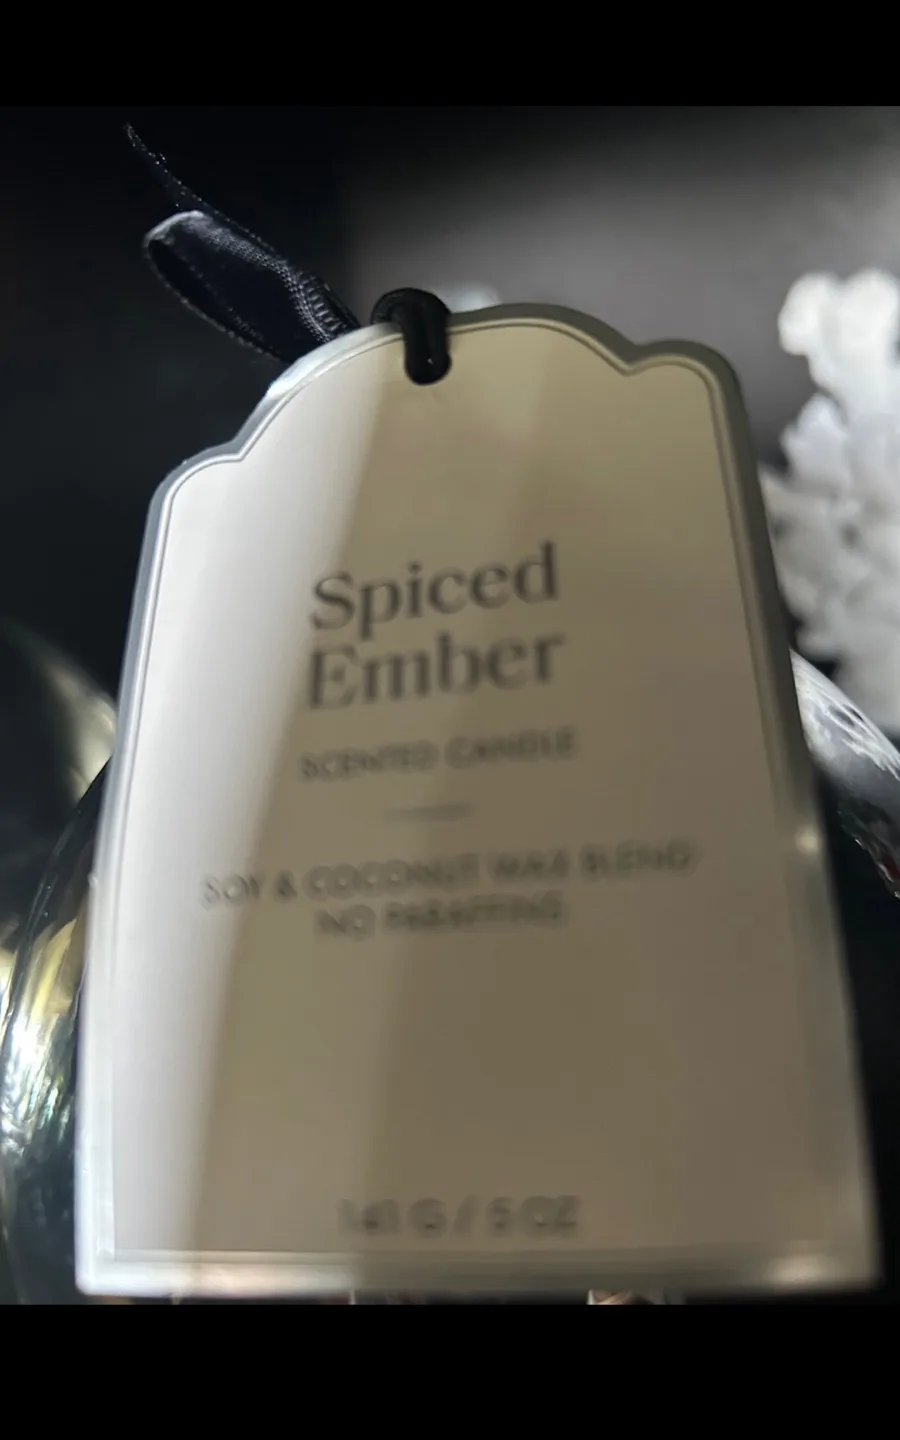 Spiced
Ember
SCENTED CANDLE
SOY & COCONUT WAX BLEND
NO PARAFFINS
141 G / 5 OZ